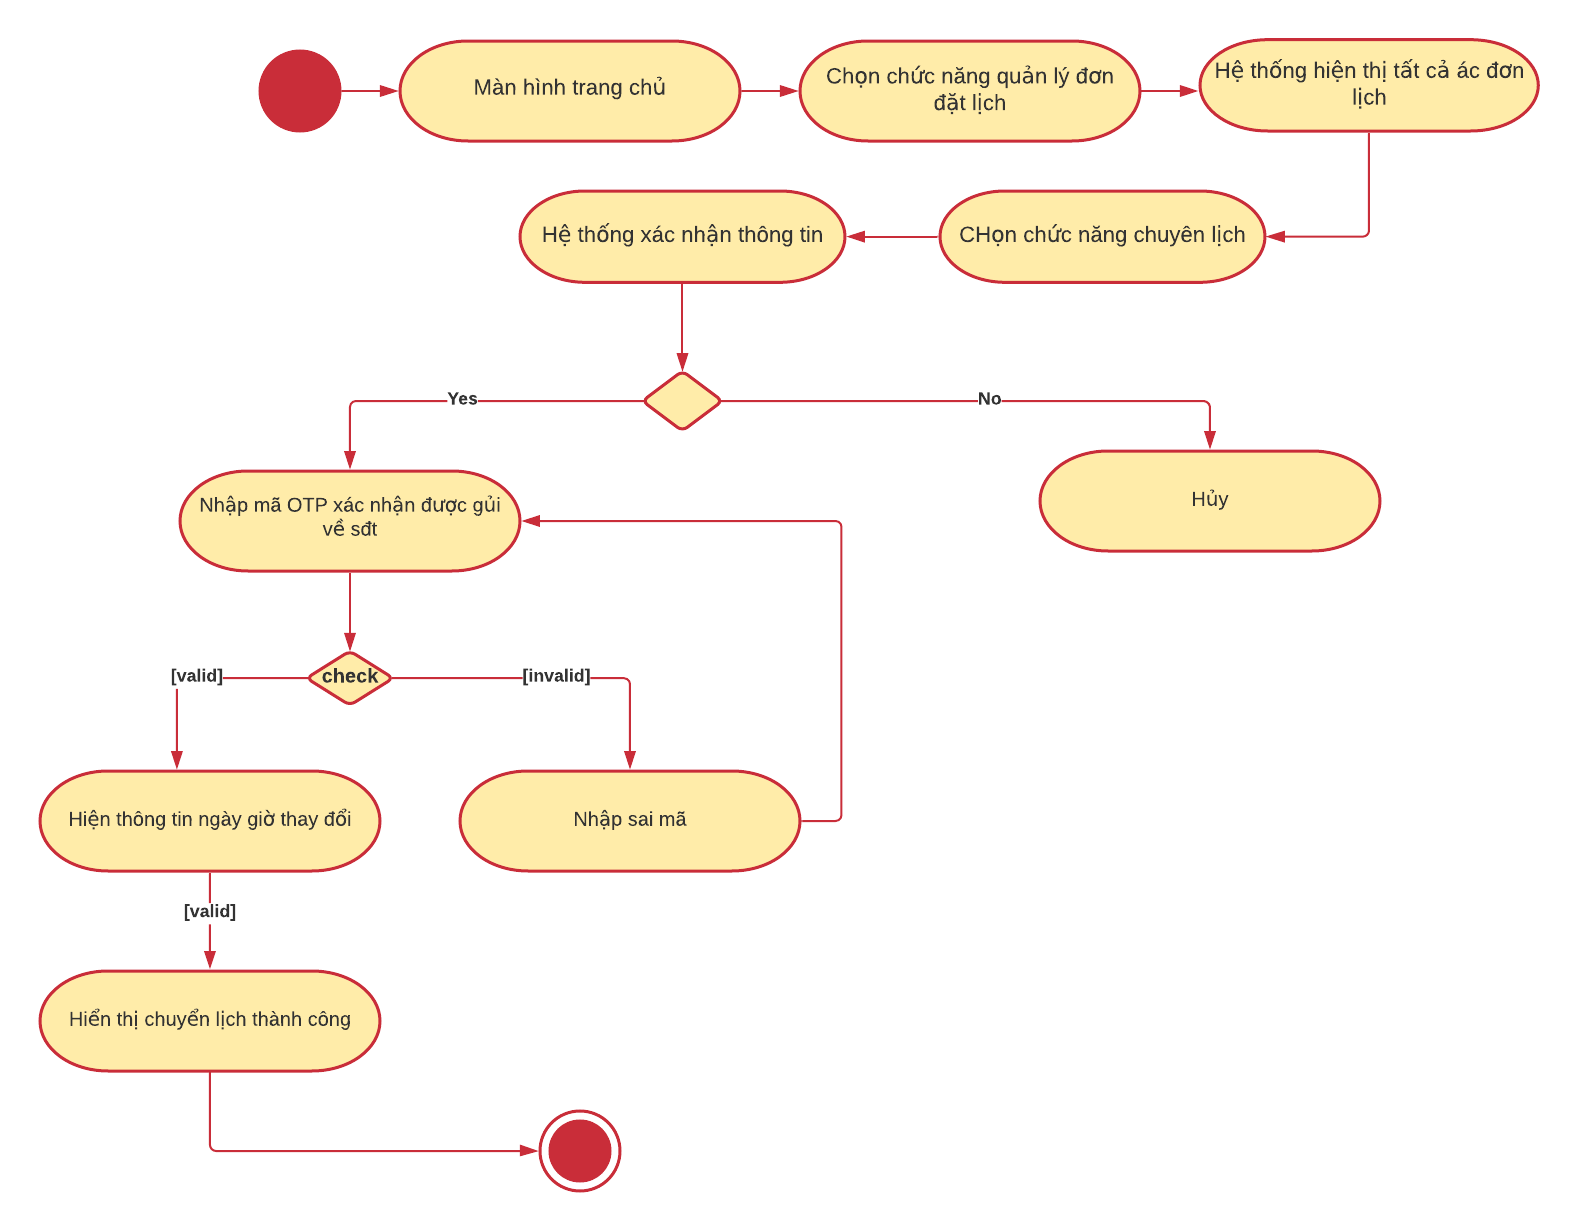 Màn hình trang chủ
Chọn chức năng quản lý đơn
đặt lịch
Hệ thống hiện thị tất cả ác đơn
lịch
Hệ thống xác nhận thông tin
CHọn chức năng chuyên lịch
Yes
No
Nhập mã OTP xác nhận được gủi
về sđt
Hủy
[valid]
check
[invalid]
Hiện thông tin ngày giờ thay đổi
Nhập sai mã
[valid]
Hiển thị chuyển lịch thành công